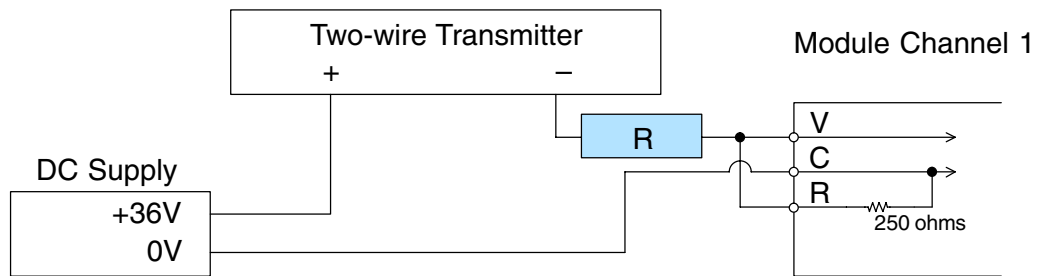 Two-wire Transmitter
+ –
Module Channel 1
R
V
C
R
250 ohms
DC Supply
+36V
0V